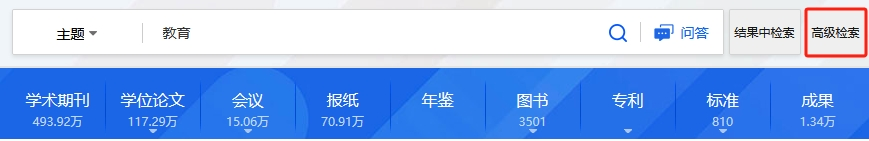 主题 教育 问答 结果中检索 高级检索
学术期刊 学位论文 会议 报纸 年鉴 图书 专利 标准 成果
493.92万 117.29万 15.06万 70.91万 3501 810 1.34万